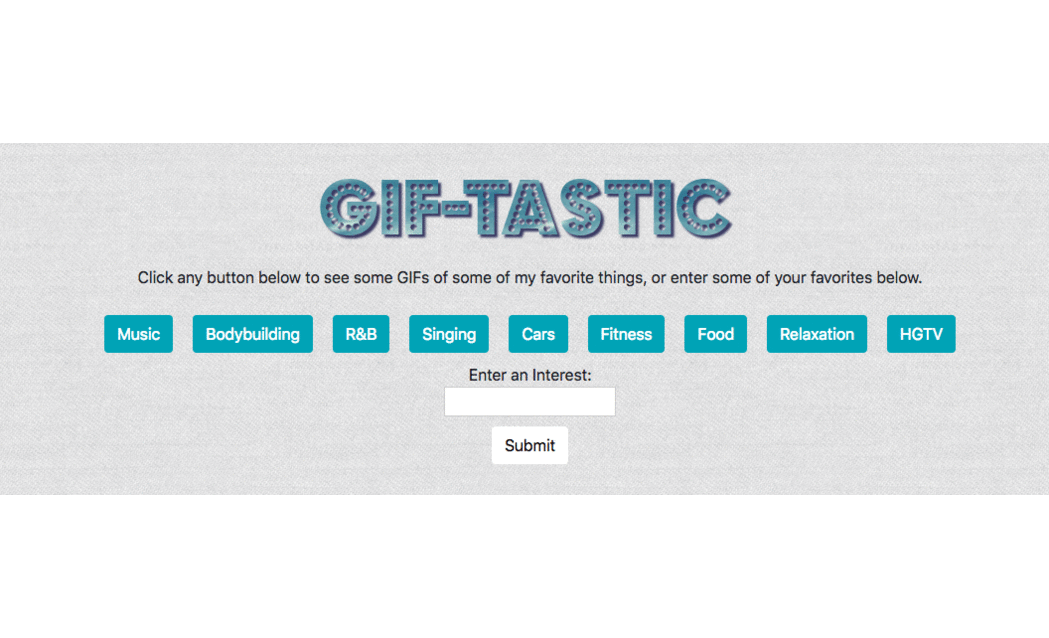 GIF-TASTIC
Click any button below to see some GIFs of some of my favorite things, or enter some of your favorites below.
Music Bodybuilding R&B Singing Cars Fitness Food Relaxation HGTV
Enter an Interest:
Submit